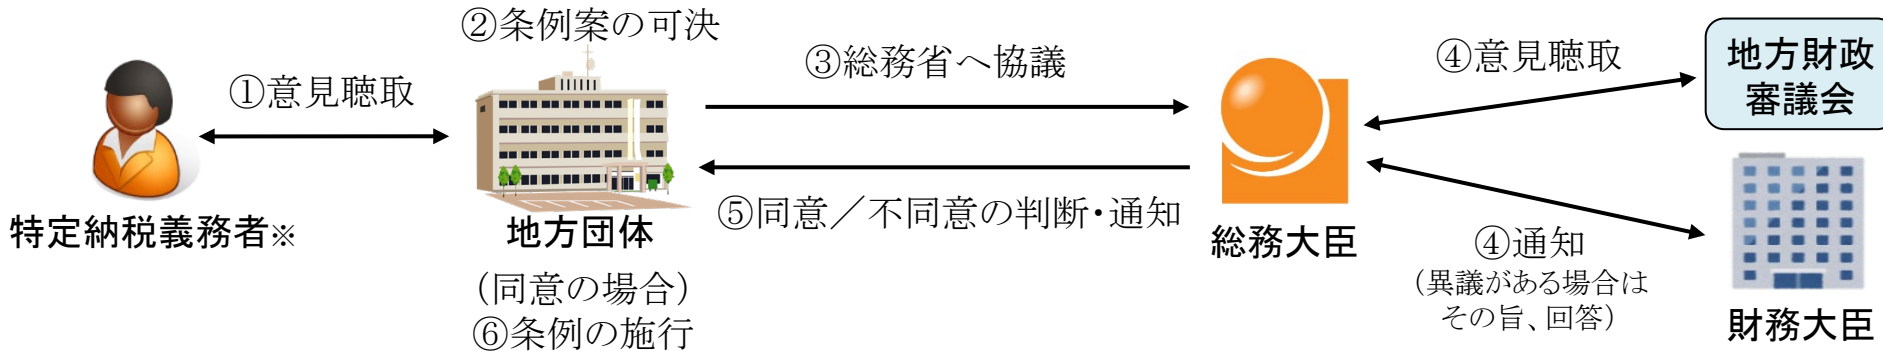 ①意見聴取
特定納税義務者※
②条例案の可決
地方団体
(同意の場合)
⑥条例の施行
③総務省へ協議
⑤同意／不同意の判断・通知
総務大臣
④意見聴取
地方財政
審議会
④通知
(異議がある場合は
その旨、回答)
財務大臣